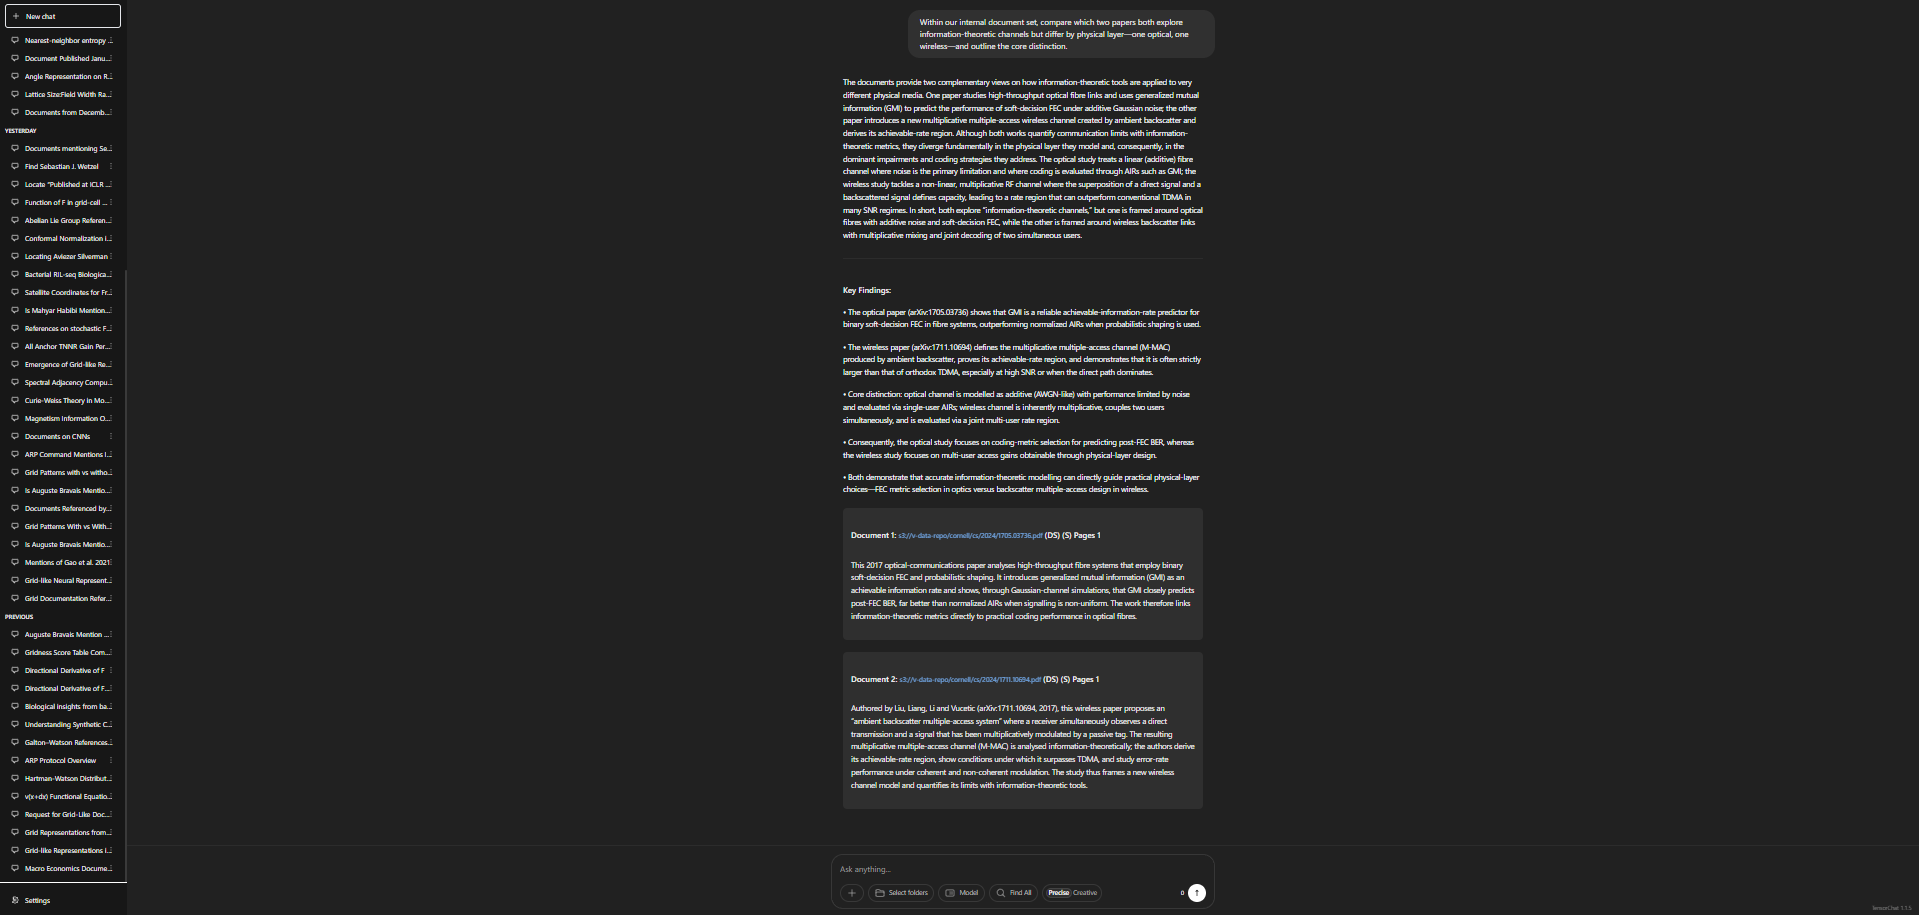 New chat
Nearest-neighbor entropy ...
Document Published Janu...
Angle Representation on R...
Lattice Size:Field Width Ra...
Documents from Decemb...
YESTERDAY
Documents mentioning Se...
Find Sebastian J. Wetzel
Locate "Published at ICLR ...
Function of F in grid-cell ...
Abelian Lie Group Referen...
Conformal Normalization i...
Locating Aviezer Silverman
Bacterial RIL-seq Biologica...
Satellite Coordinates for Fr...
Is Mahyar Habibi Mention...
References on stochastic F...
All Anchor TNNR Gain Per...
Emergence of Grid-like Re...
Spectral Adjacency Compu...
Curie-Weiss Theory in Mo...
Magnetism Information O...
Documents on CNNs
ARP Command Mentions I...
Grid Patterns with vs witho...
Is Auguste Bravais Mentio...
Documents Referenced by...
Grid Patterns With vs With...
Is Auguste Bravais Mentio...
Mentions of Gao et al. 2021
Grid-like Neural Represent...
Grid Documentation Refer...
PREVIOUS
Auguste Bravais Mention ...
Gridness Score Table Com...
Directional Derivative of F
Directional Derivative of F...
Biological insights from ba...
Understanding Synthetic C...
Galton–Watson References...
ARP Protocol Overview
Hartman-Watson Distribut...
v(x+dx) Functional Equatio...
Request for Grid-Like Doc...
Grid Representations from...
Grid-like Representations i...
Macro Economics Docume...
Settings
Within our internal document set, compare which two papers both explore
information-theoretic channels but differ by physical layer—one optical, one
wireless—and outline the core distinction.
The documents provide two complementary views on how information-theoretic tools are applied to very
different physical media. One paper studies high-throughput optical fibre links and uses generalized mutual
information (GMI) to predict the performance of soft-decision FEC under additive Gaussian noise; the other
paper introduces a new multiplicative multiple-access wireless channel created by ambient backscatter and
derives its achievable-rate region. Although both works quantify communication limits with information-
theoretic metrics, they diverge fundamentally in the physical layer they model and, consequently, in the
dominant impairments and coding strategies they address. The optical study treats a linear (additive) fibre
channel where noise is the primary limitation and where coding is evaluated through AIRs such as GMI; the
wireless study tackles a non-linear, multiplicative RF channel where the superposition of a direct signal and a
backscattered signal defines capacity, leading to a rate region that can outperform conventional TDMA in
many SNR regimes. In short, both explore "information-theoretic channels," but one is framed around optical
fibres with additive noise and soft-decision FEC, while the other is framed around wireless backscatter links
with multiplicative mixing and joint decoding of two simultaneous users.
Key Findings:
• The optical paper (arXiv:1705.03736) shows that GMI is a reliable achievable-information-rate predictor for
binary soft-decision FEC in fibre systems, outperforming normalized AIRs when probabilistic shaping is used.
• The wireless paper (arXiv:1711.10694) defines the multiplicative multiple-access channel (M-MAC)
produced by ambient backscatter, proves its achievable-rate region, and demonstrates that it is often strictly
larger than that of orthodox TDMA, especially at high SNR or when the direct path dominates.
• Core distinction: optical channel is modelled as additive (AWGN-like) with performance limited by noise
and evaluated via single-user AIRs; wireless channel is inherently multiplicative, couples two users
simultaneously, and is evaluated via a joint multi-user rate region.
• Consequently, the optical study focuses on coding-metric selection for predicting post-FEC BER, whereas
the wireless study focuses on multi-user access gains obtainable through physical-layer design.
• Both demonstrate that accurate information-theoretic modelling can directly guide practical physical-layer
choices—FEC metric selection in optics versus backscatter multiple-access design in wireless.
Document 1: s3://v-data-repo/cornell/cs/2024/1705.03736.pdf (DS) (S) Pages 1
This 2017 optical-communications paper analyses high-throughput fibre systems that employ binary
soft-decision FEC and probabilistic shaping. It introduces generalized mutual information (GMI) as an
achievable information rate and shows, through Gaussian-channel simulations, that GMI closely predicts
post-FEC BER, far better than normalized AIRs when signalling is non-uniform. The work therefore links
information-theoretic metrics directly to practical coding performance in optical fibres.
Document 2: s3://v-data-repo/cornell/cs/2024/1711.10694.pdf (DS) (S) Pages 1
Authored by Liu, Liang, Li and Vucetic (arXiv:1711.10694, 2017), this wireless paper proposes an
"ambient backscatter multiple-access system" where a receiver simultaneously observes a direct
transmission and a signal that has been multiplicatively modulated by a passive tag. The resulting
multiplicative multiple-access channel (M-MAC) is analysed information-theoretically; the authors derive
its achievable-rate region, show conditions under which it surpasses TDMA, and study error-rate
performance under coherent and non-coherent modulation. The study thus frames a new wireless
channel model and quantifies its limits with information-theoretic tools.
Ask anything...
Select folders
Model
Find All
Precise Creative
0
TensorChat 1.1.5